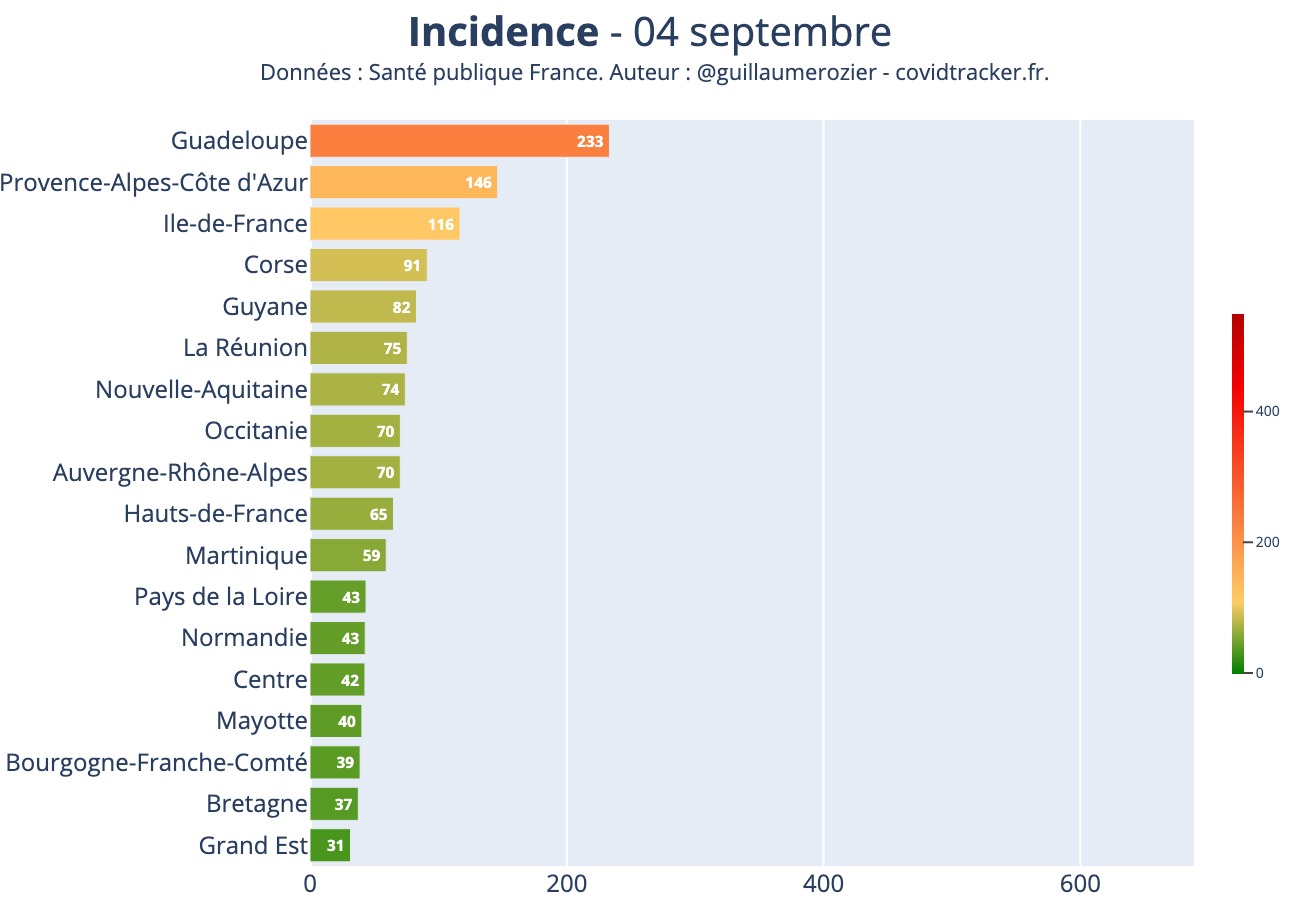 Incidence - 04 septembre
Données : Santé publique France. Auteur : @guillaumerozier - covidtracker.fr.
Guadeloupe 233
Provence-Alpes-Côte d'Azur 146
Ile-de-France 116
Corse 91
Guyane 82
La Réunion 75
Nouvelle-Aquitaine 74
Occitanie 70
Auvergne-Rhône-Alpes 70
Hauts-de-France 65
Martinique 59
Pays de la Loire 43
Normandie 43
Centre 42
Mayotte 40
Bourgogne-Franche-Comté 39
Bretagne 37
Grand Est 31
0 200 400 600
400
200
0